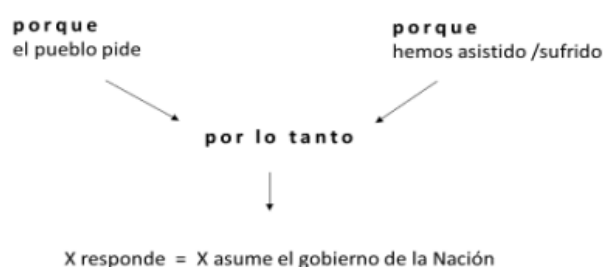 porque
el pueblo pide
porque
hemos asistido /sufrido
por lo tanto
X responde = X asume el gobierno de la Nación